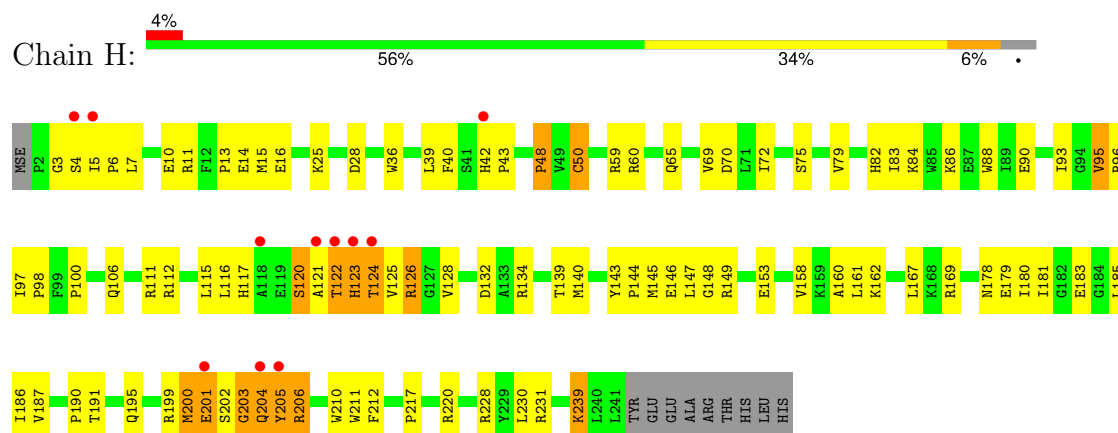 4%
Chain H:
56% 34% 6% •
MSE P2 G3 S4 I5 P6 L7 E10 R11 F12 P13 E14 M15 E16 K25 D28 W36 L39 F40 S41 H42 P43 P48 V49 C50 R59 R60 Q65 V69 D70 L71 I72 S75 V79 H82 I83 K84 W85 K86 E87 W88 I89 E90 I93 G94 V95 R96
I97 P98 F99 P100 Q106 R111 R112 L115 L116 H117 A118 E119 S120 A121 T122 H123 T124 V125 R126 G127 V128 D132 A133 R134 T139 M140 Y143 P144 M145 E146 L147 G148 R149 E153 V158 K159 A160 L161 K162 L167 K168 R169 N178 E179 I180 I181 G182 E183 G184 L185
I186 V187 P190 T191 Q195 R199 M200 E201 S202 G203 Q204 Y205 R206 W210 W211 F212 P217 R220 R228 Y229 L230 R231 K239 L240 L241 TYR GLU GLU ALA ARG THR HIS LEU HIS